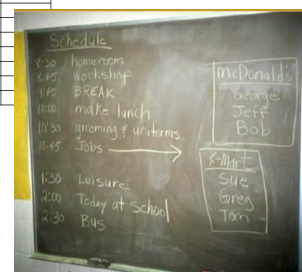 Schedule
8:30 homeroom
8:45 workshop
9:45 BREAK
10:00 make lunch
10:30 grooming & uniforms
10:45 Jobs
1:30 Leisure
2:00 Today at school
2:30 Bus
McDonald's
George
Jeff
Bob
K-Mart
Sue
Greg
Tom